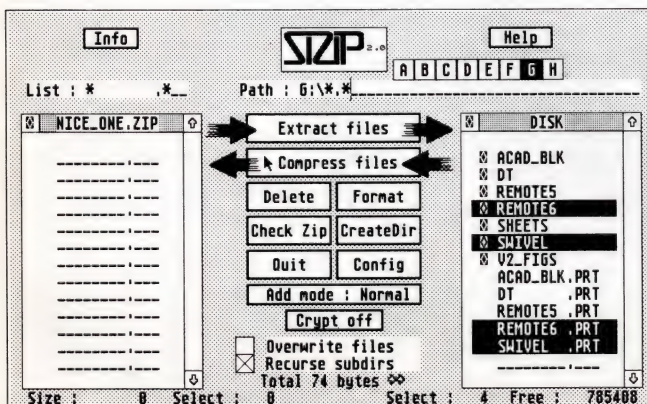 Info
STZIP 2.0
Help
A B C D E F G H
List : * .*__
Path : G:\*.*
NICE_ONE.ZIP
Extract files
Compress files
Delete
Format
Check Zip
CreateDir
Quit
Config
Add mode : Normal
Crypt off
Overwrite files
Recurse subdirs
Total 74 bytes
DISK
ACAD_BLK
DT
REMOTE5
REMOTE6
SHEETS
SWIVEL
V2_FIGS
ACAD_BLK.PRT
DT .PRT
REMOTE5 .PRT
REMOTE6 .PRT
SWIVEL .PRT
Size : 0 Select : 0
Select : 4 Free : 785408